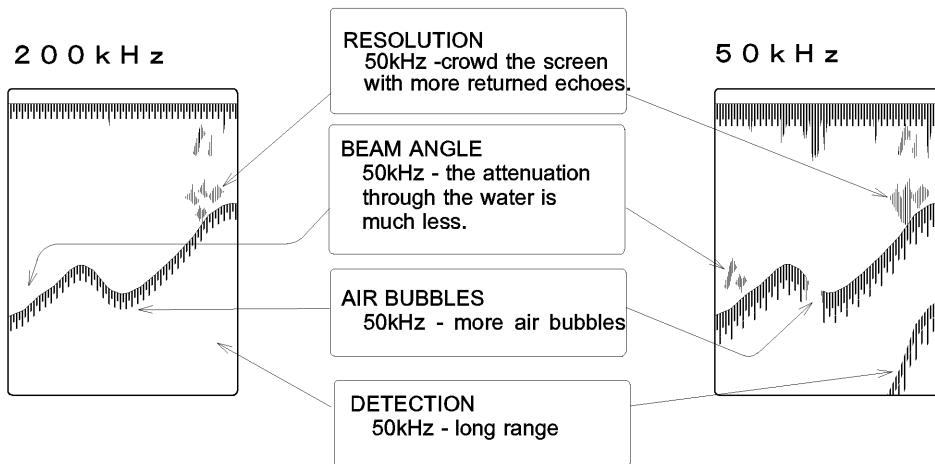 200kHz
50kHz
RESOLUTION
50kHz -crowd the screen
with more returned echoes.
BEAM ANGLE
50kHz - the attenuation
through the water is
much less.
AIR BUBBLES
50kHz - more air bubbles
DETECTION
50kHz - long range